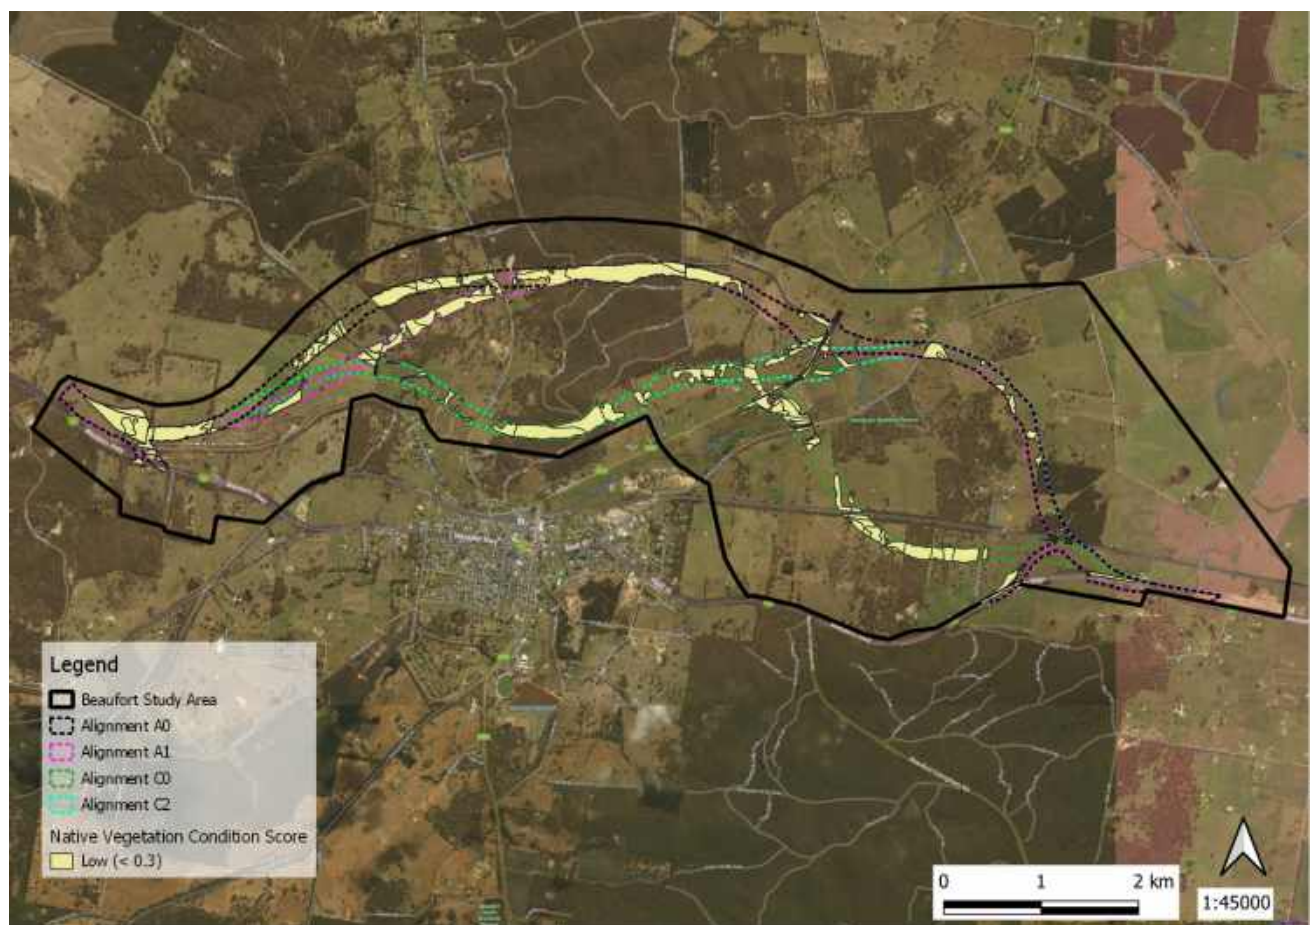 Legend
Beaufort Study Area
Alignment A0
Alignment A1
Alignment C0
Alignment C2
Native Vegetation Condition Score
Low (< 0.3)
0 1 2 km
1:45000